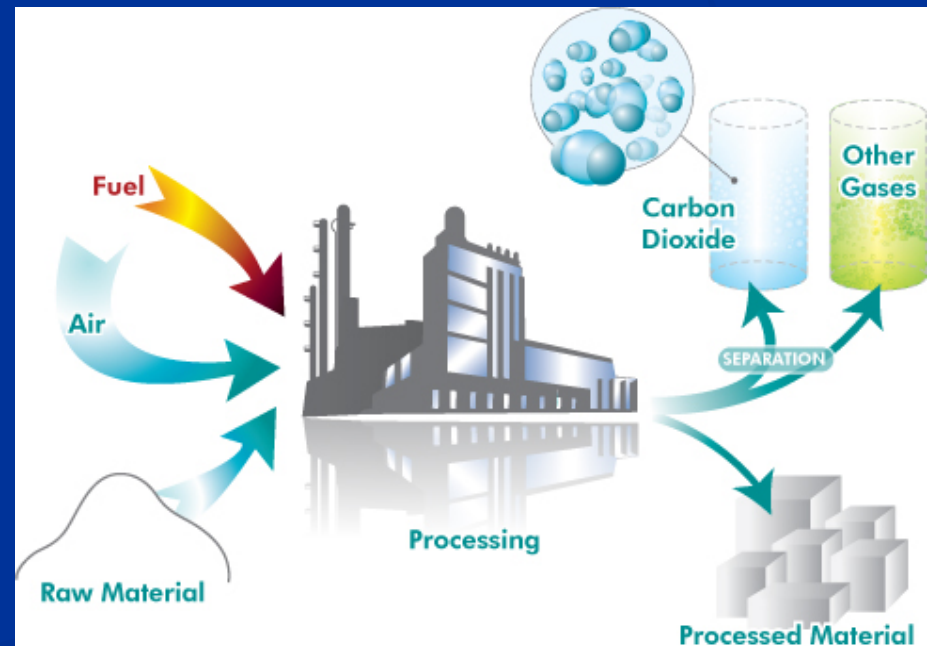 Fuel
Air
Raw Material
Processing
Carbon
Dioxide
Other
Gases
SEPARATION
Processed Material